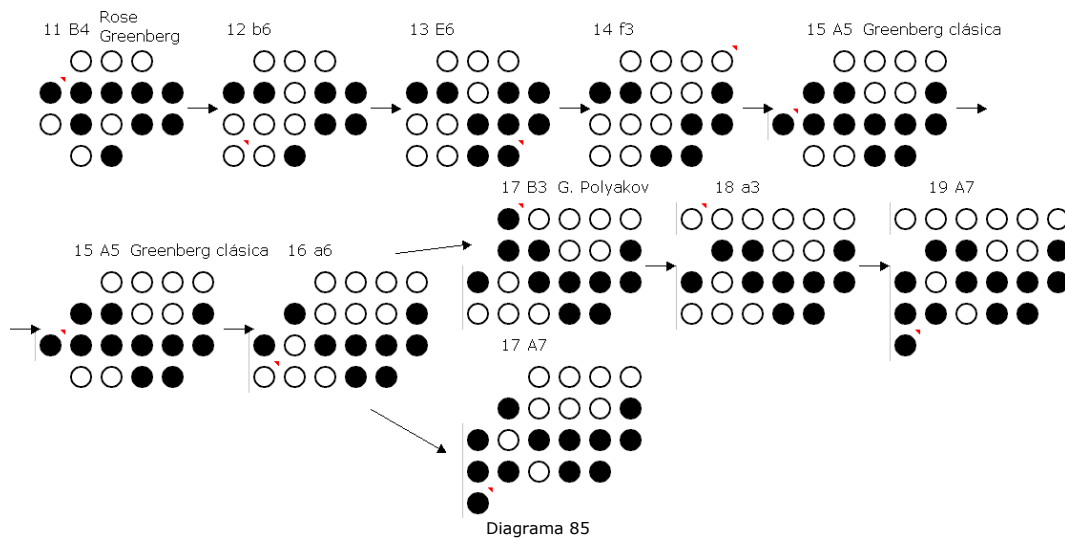 11 B4 Rose
Greenberg
12 b6
13 E6
14 f3
15 A5 Greenberg clásica
17 B3 G. Polyakov
18 a3
19 A7
15 A5 Greenberg clásica
16 a6
17 A7
Diagrama 85